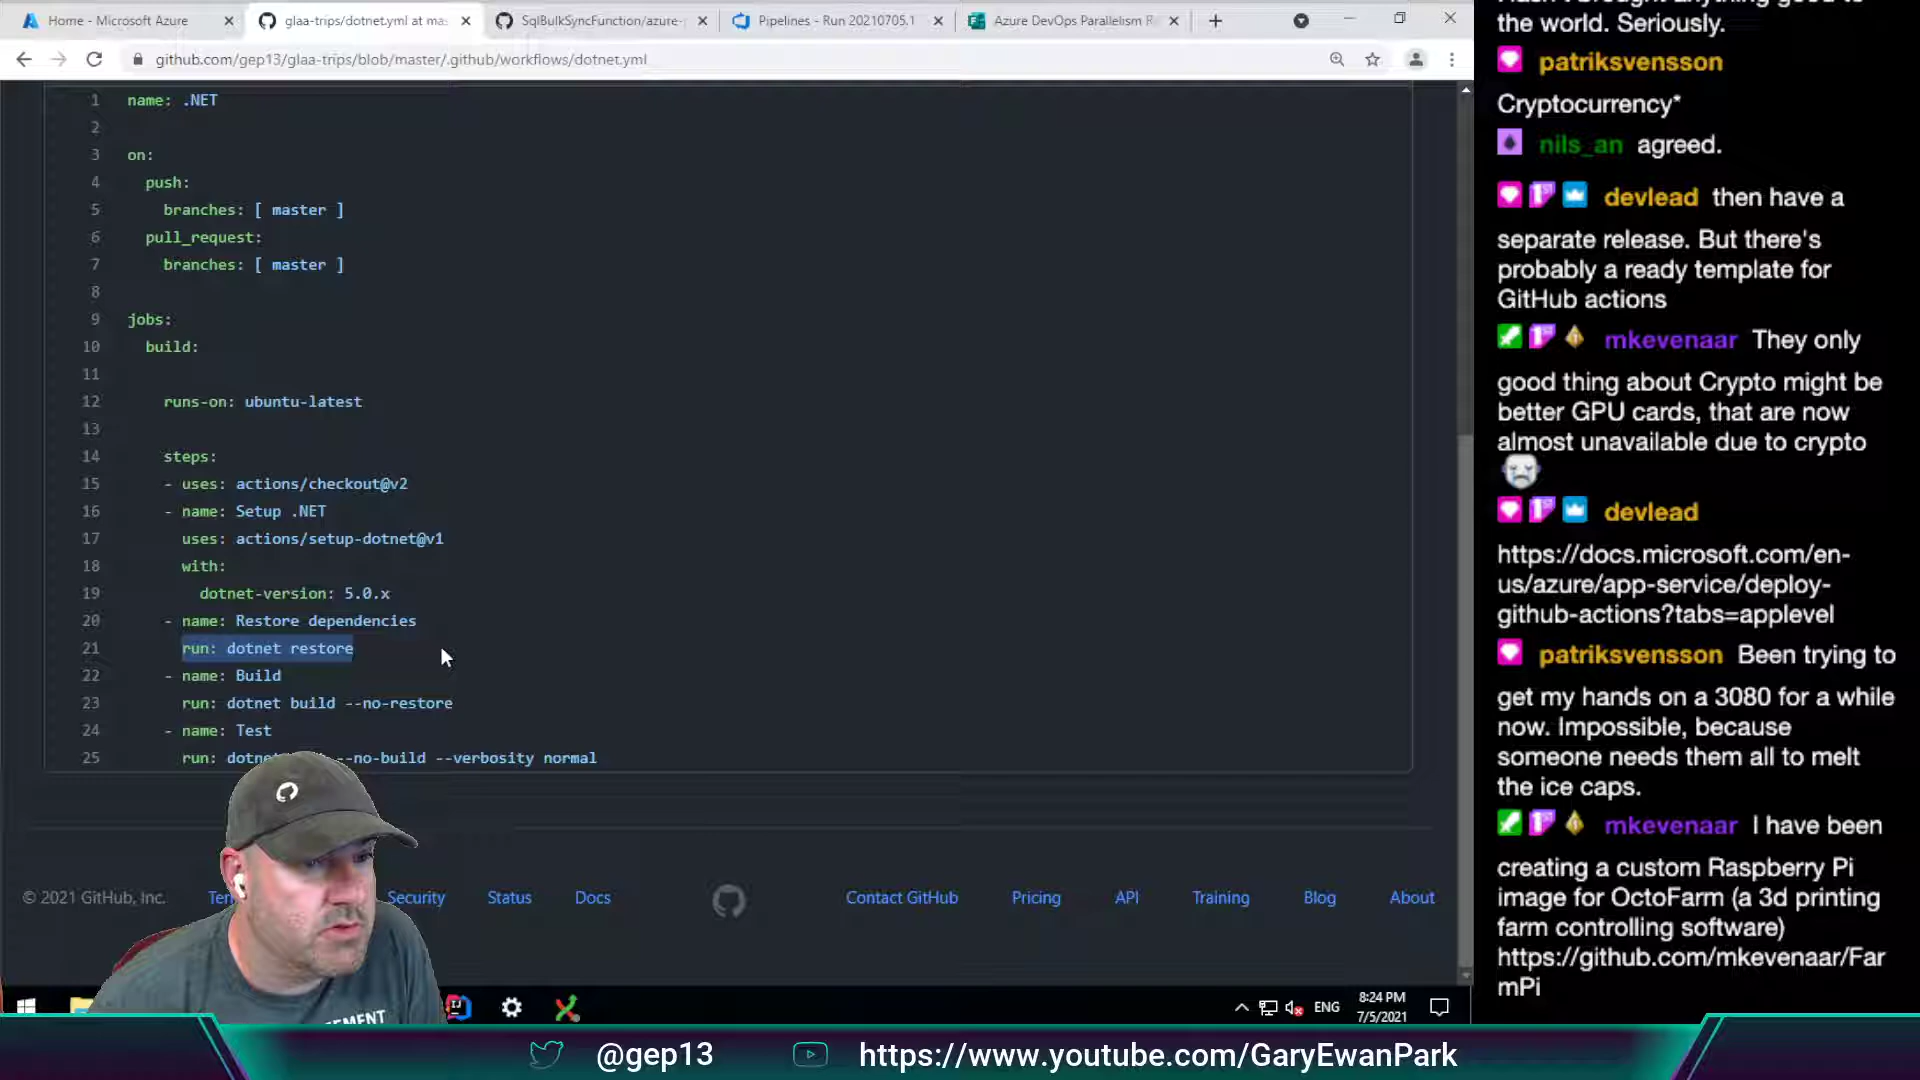 Home - Microsoft Azure
glaa-trips/dotnet.yml at mas
SqlBulkSyncFunction/azure-
Pipelines - Run 20210705.1
Azure DevOps Parallelism R
github.com/gep13/glaa-trips/blob/master/.github/workflows/dotnet.yml
1 name: .NET
2
3 on:
4 push:
5 branches: [ master ]
6 pull_request:
7 branches: [ master ]
8
9 jobs:
10 build:
11
12 runs-on: ubuntu-latest
13
14 steps:
15 - uses: actions/checkout@v2
16 - name: Setup .NET
17 uses: actions/setup-dotnet@v1
18 with:
19 dotnet-version: 5.0.x
20 - name: Restore dependencies
21 run: dotnet restore
22 - name: Build
23 run: dotnet build --no-restore
24 - name: Test
25 run: --no-build --verbosity normal
© 2021 GitHub, Inc.
Security
Status
Docs
Contact GitHub
Pricing
API
Training
Blog
About
ENG
8:24 PM
7/5/2021
the world. Seriously.
patriksvensson
Cryptocurrency*
nils_an agreed.
devlead then have a
separate release. But there's
probably a ready template for
GitHub actions
mkevenaar They only
good thing about Crypto might be
better GPU cards, that are now
almost unavailable due to crypto
devlead
https://docs.microsoft.com/en-
us/azure/app-service/deploy-
github-actions?tabs=applevel
patriksvensson Been trying to
get my hands on a 3080 for a while
now. Impossible, because
someone needs them all to melt
the ice caps.
mkevenaar I have been
creating a custom Raspberry Pi
image for OctoFarm (a 3d printing
farm controlling software)
https://github.com/mkevenaar/Far
mPi
@gep13
https://www.youtube.com/GaryEwanPark